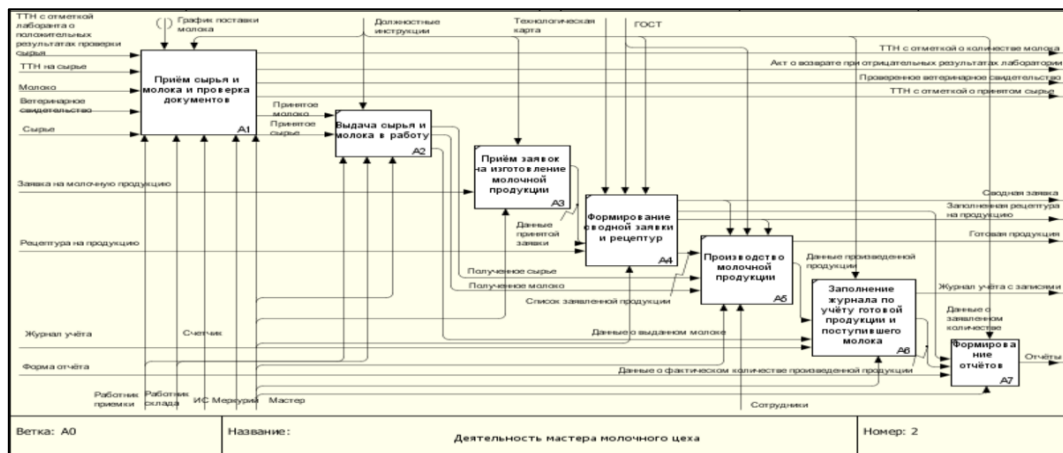 ТТН с отметкой
лаборанта о
положительных
результатах проверки
сырья
График поставки
молока
Должностные
инструкции
Технологическая
карта
ГОСТ
ТТН на сырье
Молоко
Ветеринарное
свидетельство
Сырье
Приём сырья и
молока и проверка
документов
A1
ТТН с отметкой о количестве молока
Акт о возврате при отрицательных результатах лаборатории
Проверенное ветеринарное свидетельство
ТТН с отметкой о принятом сырье
Принятое
молоко
Принятое
сырье
Выдача сырья и
молока в работу
A2
Заявка на молочную продукцию
Приём заявок
на изготовление
молочной
продукции
A3
Сводная заявка
Заполненная рецептура
на продукцию
Готовая продукция
Рецептура на продукцию
Данные
принятой
заявки
Формирование
сводной заявки
и рецептур
A4
Полученное сырье
Полученное молоко
Список заявленной продукции
Производство
молочной
продукции
A5
Данные произведенной
продукции
Журнал учёта с записями
Журнал учёта
Счетчик
Данные о выданном молоке
Заполнение
журнала по
учёту готовой
продукции и
поступившего
молока
A6
Данные о
заявленном
количестве
Форма отчёта
Данные о фактическом количестве произведенной продукции
Формирова
ние
отчётов
A7
Отчёты
Работник
приемки
Работник
склада
ИС Меркурий
Мастер
Сотрудники
Ветка: A0
Название:
Деятельность мастера молочного цеха
Номер: 2